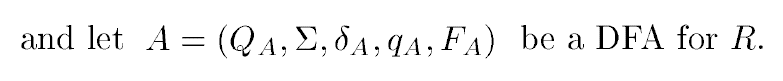 and let A = (Q_A, Σ, δ_A, q_A, F_A) be a DFA for R.